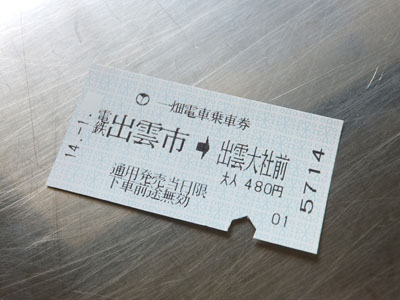 一畑電車乗車券
電鉄出雲市 ➡ 出雲大社前
大人 480円
通用発売当日限
下車前途無効
01
5714